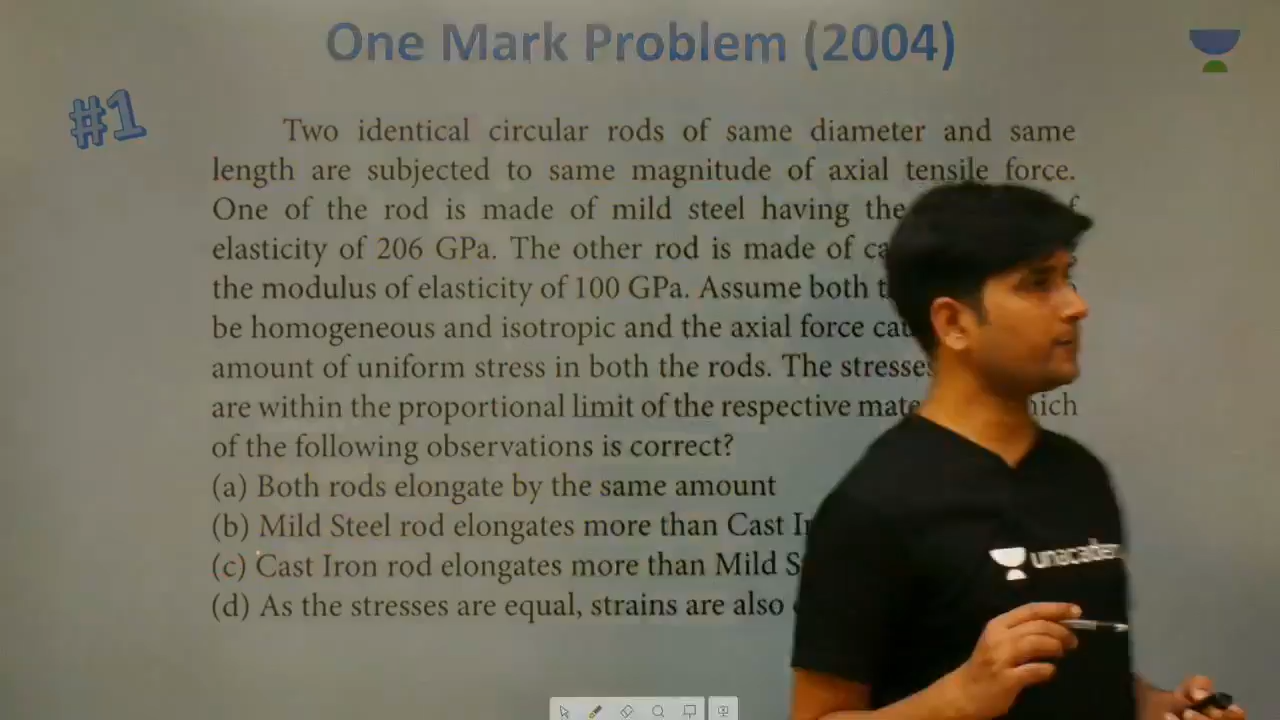 One Mark Problem (2004)
#1
Two identical circular rods of same diameter and same
length are subjected to same magnitude of axial tensile force.
One of the rod is made of mild steel having the
elasticity of 206 GPa. The other rod is made of
the modulus of elasticity of 100 GPa. Assume both
be homogeneous and isotropic and the axial force
amount of uniform stress in both the rods. The stresses
are within the proportional limit of the respective
of the following observations is correct?
(a) Both rods elongate by the same amount
(b) Mild Steel rod elongates more than Cast
(c) Cast Iron rod elongates more than Mild
(d) As the stresses are equal, strains are also
unacadem